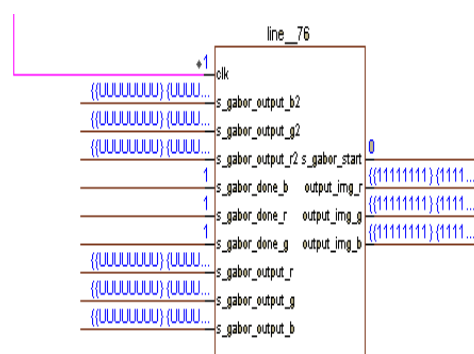 line__76
1
clk
{{UUUUUUUU} {UUUU...
s_gabor_output_b2
{{UUUUUUUU} {UUUU...
s_gabor_output_g2
{{UUUUUUUU} {UUUU...
s_gabor_output_r2 s_gabor_start 0
1
s_gabor_done_b output_img_r {{11111111} {1111...
1
s_gabor_done_r output_img_g {{11111111} {1111...
1
s_gabor_done_g output_img_b {{11111111} {1111...
{{UUUUUUUU} {UUUU...
s_gabor_output_r
{{UUUUUUUU} {UUUU...
s_gabor_output_g
{{UUUUUUUU} {UUUU...
s_gabor_output_b